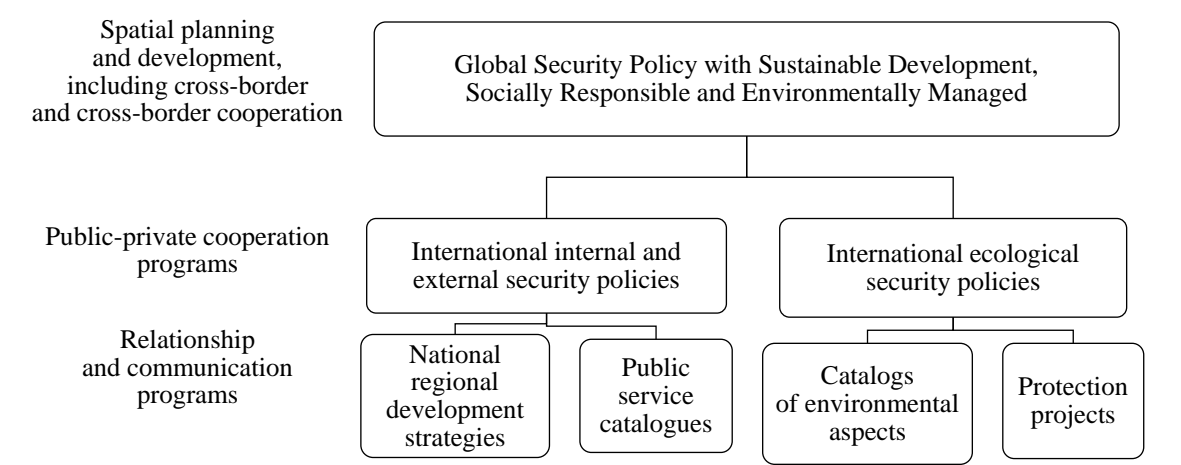 Spatial planning
and development,
including cross-border
and cross-border cooperation
Global Security Policy with Sustainable Development,
Socially Responsible and Environmentally Managed
Public-private cooperation
programs
International internal and
external security policies
International ecological
security policies
Relationship
and communication
programs
National
regional
development
strategies
Public
service
catalogues
Catalogs
of environmental
aspects
Protection
projects